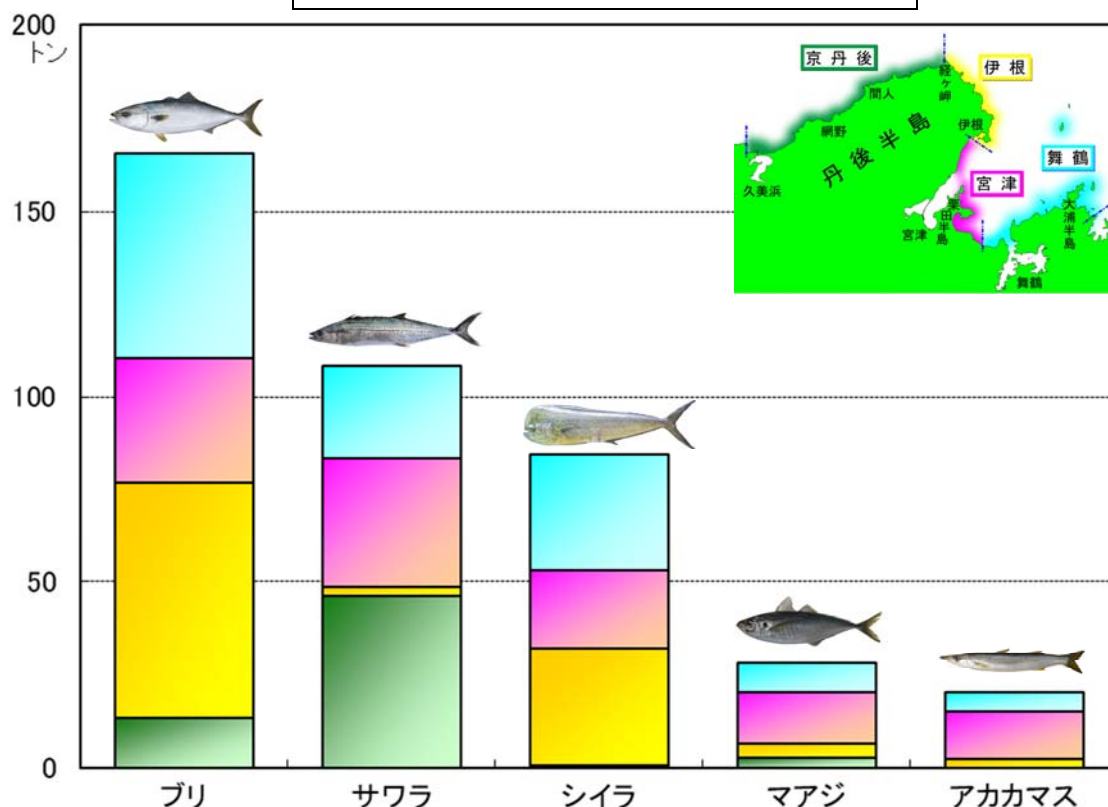 200
トン
150
100
50
0
ブリ
サワラ
シイラ
マアジ
アカカマス
京丹後
伊根
経ヶ岬
間人
網野
伊根
丹後半島
舞鶴
宮津
久美浜
栗田半島
宮津
大浦半島
舞鶴